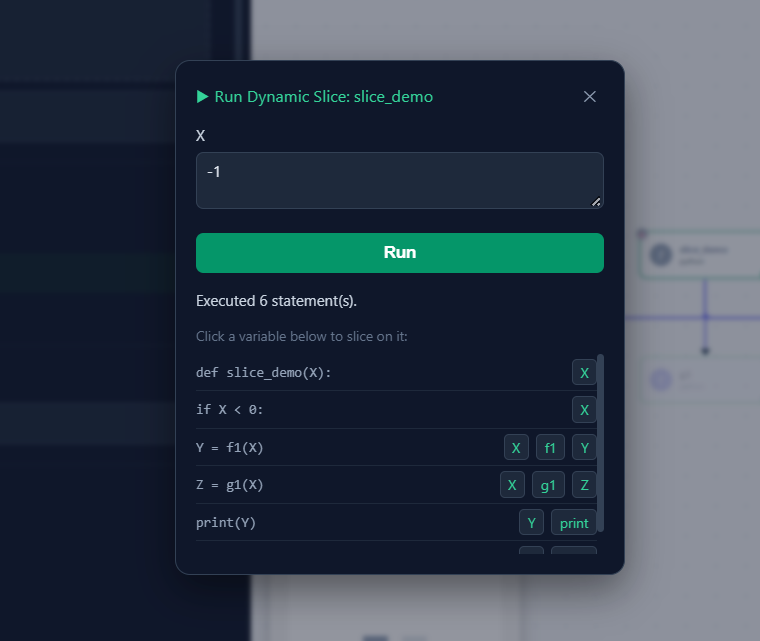 ▶ Run Dynamic Slice: slice_demo
X
-1
Run
Executed 6 statement(s).
Click a variable below to slice on it:
def slice_demo(X): X
if X < 0: X
Y = f1(X) X f1 Y
Z = g1(X) X g1 Z
print(Y) Y print